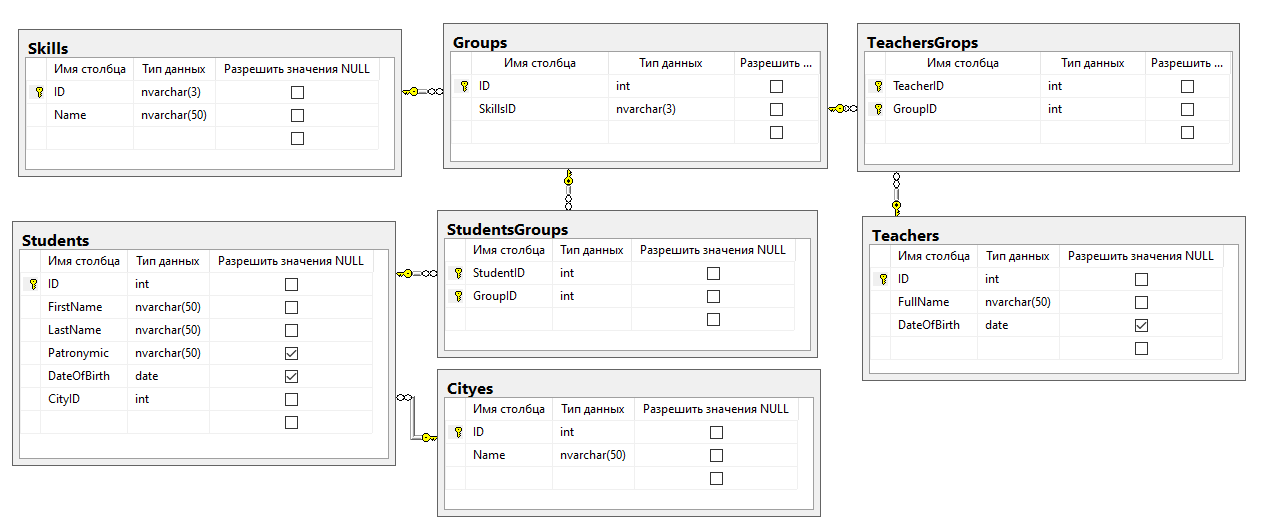 Skills
Имя столбца Тип данных Разрешить значения NULL
ID nvarchar(3)
Name nvarchar(50)
Groups
Имя столбца Тип данных Разрешить ...
ID int
SkillsID nvarchar(3)
TeachersGrops
Имя столбца Тип данных Разрешить ...
TeacherID int
GroupID int
Students
Имя столбца Тип данных Разрешить значения NULL
ID int
FirstName nvarchar(50)
LastName nvarchar(50)
Patronymic nvarchar(50)
DateOfBirth date
CityID int
StudentsGroups
Имя столбца Тип данных Разрешить значения NULL
StudentID int
GroupID int
Teachers
Имя столбца Тип данных Разрешить значения NULL
ID int
FullName nvarchar(50)
DateOfBirth date
Cityes
Имя столбца Тип данных Разрешить значения NULL
ID int
Name nvarchar(50)